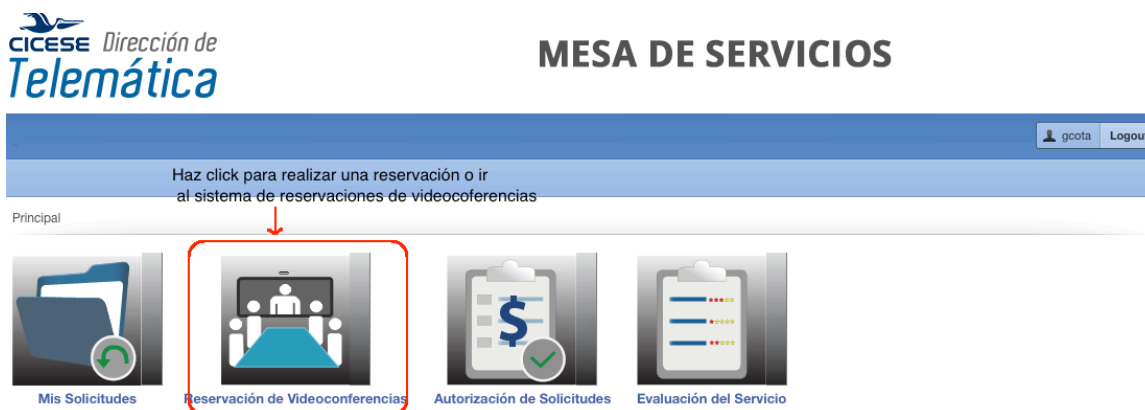 CICESE Dirección de
Telemática
MESA DE SERVICIOS
gcota Logout
Haz click para realizar una reservación o ir
al sistema de reservaciones de videocoferencias
Principal
$
Mis Solicitudes Reservación de Videoconferencias Autorización de Solicitudes Evaluación del Servicio